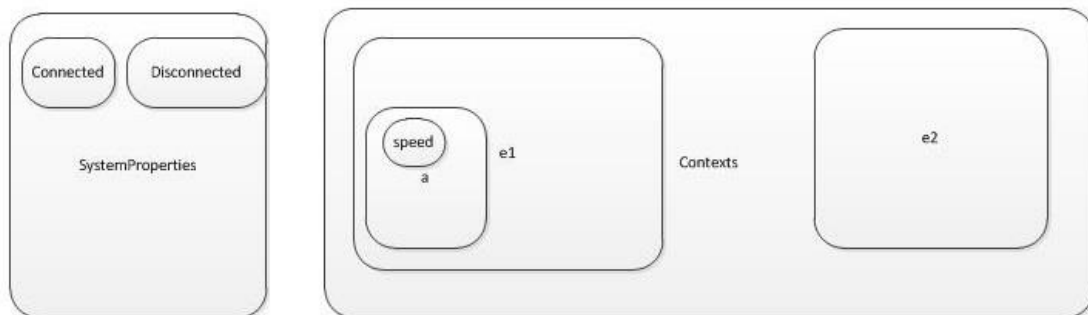 Connected
Disconnected
SystemProperties
speed
a
e1
Contexts
e2